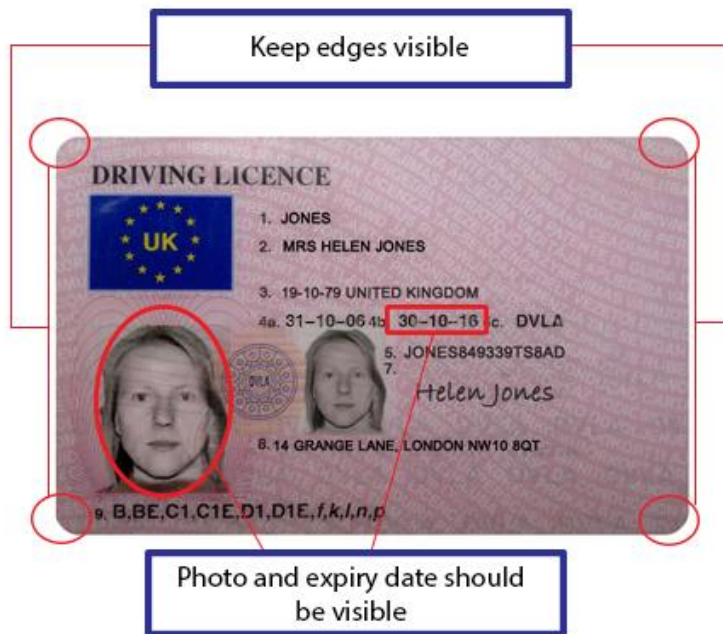 Keep edges visible
DRIVING LICENCE
UK
1. JONES
2. MRS HELEN JONES
3. 19-10-79 UNITED KINGDOM
4a. 31-10-06 4b. 30-10-16 4c. DVLA
5. JONES849339TS8AD
7.
Helen Jones
DVLA
8. 14 GRANGE LANE, LONDON NW10 8QT
9. B,BE,C1,C1E,D1,D1E,f,k,l,n,p
Photo and expiry date should
be visible